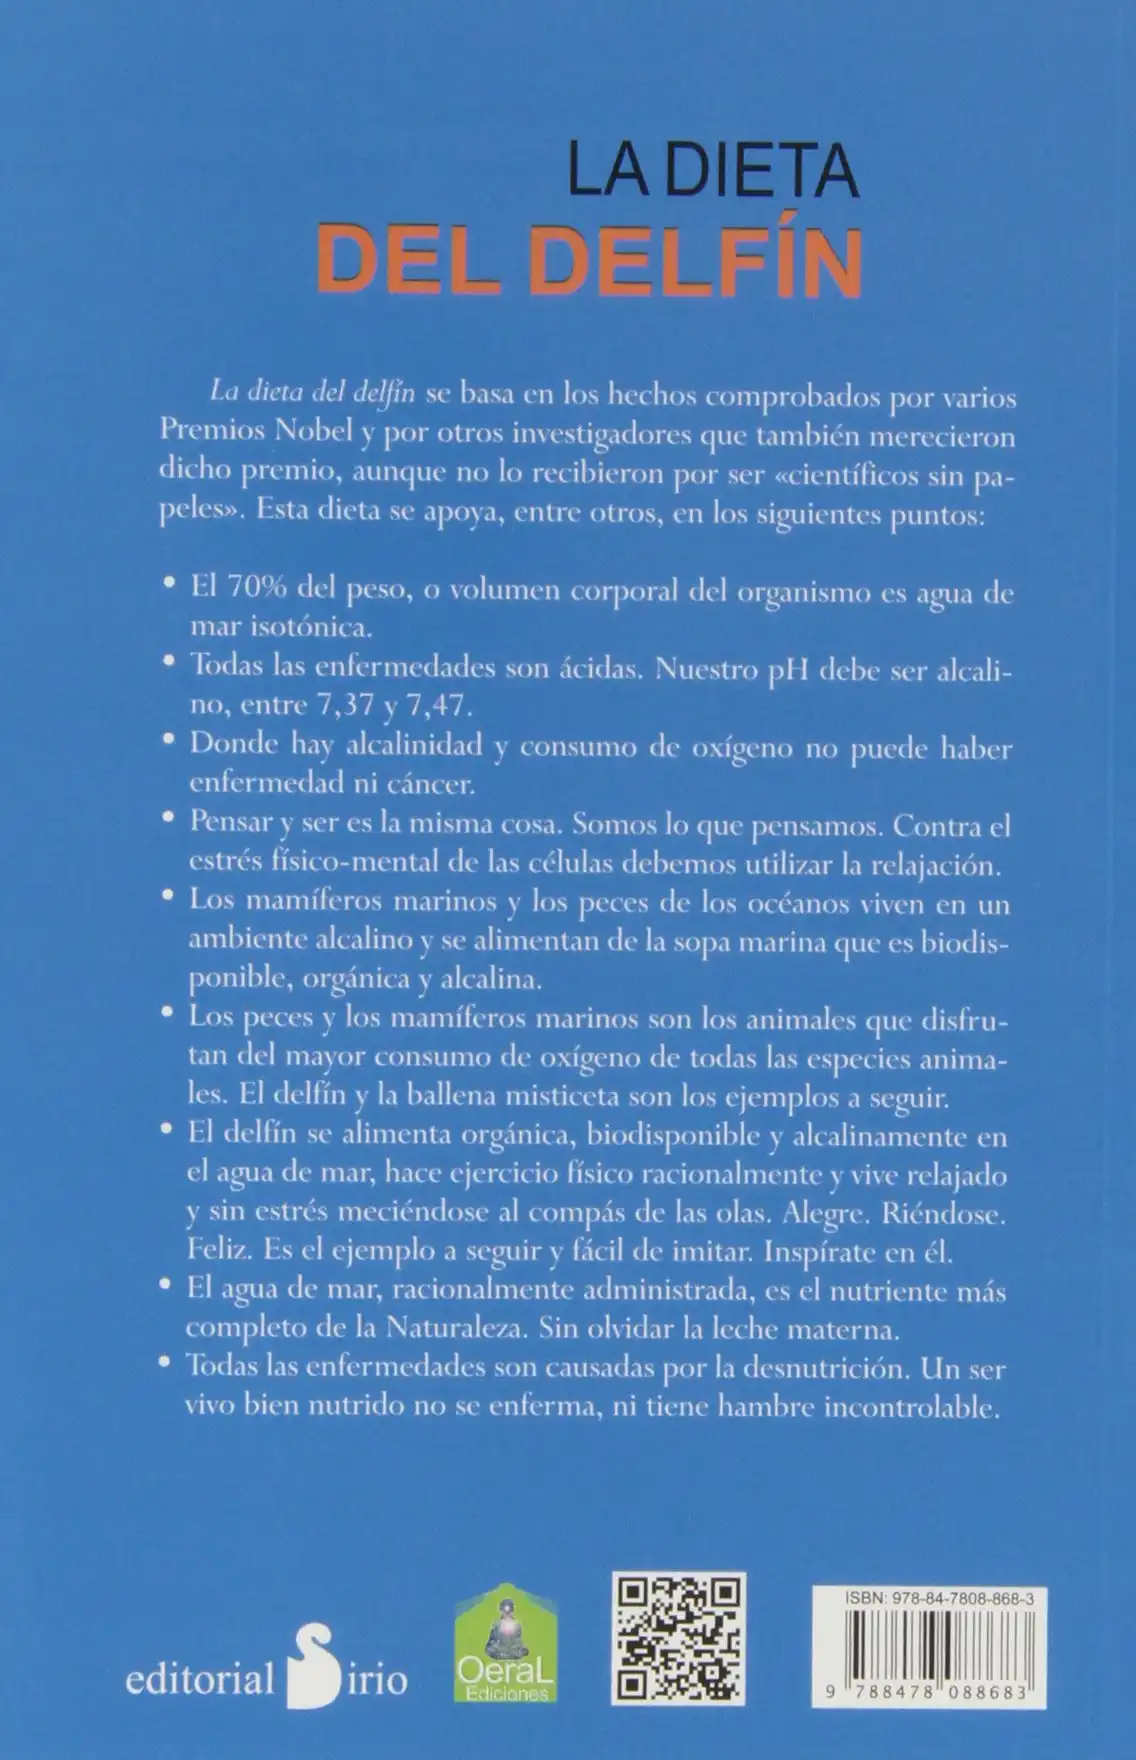 LA DIETA
DEL DELFÍN
La dieta del delfín se basa en los hechos comprobados por varios
Premios Nobel y por otros investigadores que también merecieron
dicho premio, aunque no lo recibieron por ser «científicos sin pa-
peles». Esta dieta se apoya, entre otros, en los siguientes puntos:
• El 70% del peso, o volumen corporal del organismo es agua de
mar isotónica.
• Todas las enfermedades son ácidas. Nuestro pH debe ser alcali-
no, entre 7,37 y 7,47.
• Donde hay alcalinidad y consumo de oxígeno no puede haber
enfermedad ni cáncer.
• Pensar y ser es la misma cosa. Somos lo que pensamos. Contra el
estrés físico-mental de las células debemos utilizar la relajación.
• Los mamíferos marinos y los peces de los océanos viven en un
ambiente alcalino y se alimentan de la sopa marina que es biodis-
ponible, orgánica y alcalina.
• Los peces y los mamíferos marinos son los animales que disfru-
tan del mayor consumo de oxígeno de todas las especies anima-
les. El delfín y la ballena misticeta son los ejemplos a seguir.
• El delfín se alimenta orgánica, biodisponible y alcalinamente en
el agua de mar, hace ejercicio físico racionalmente y vive relajado
y sin estrés meciéndose al compás de las olas. Alegre. Riéndose.
Feliz. Es el ejemplo a seguir y fácil de imitar. Inspírate en él.
• El agua de mar, racionalmente administrada, es el nutriente más
completo de la Naturaleza. Sin olvidar la leche materna.
• Todas las enfermedades son causadas por la desnutrición. Un ser
vivo bien nutrido no se enferma, ni tiene hambre incontrolable.
editorial Sirio
OeraL
Ediciones
ISBN: 978-84-7808-868-3
9 788478 088683